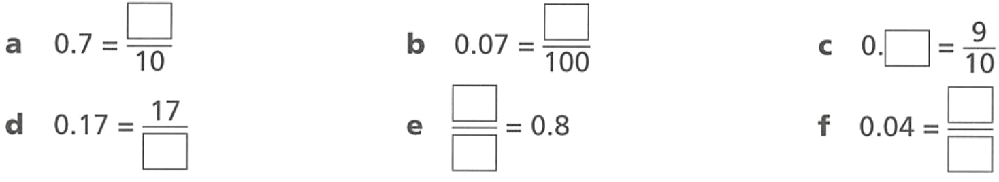 a 0.7 = □/10 b 0.07 = □/100 c 0.□ = 9/10
d 0.17 = 17/□ e □/□ = 0.8 f 0.04 = □/□